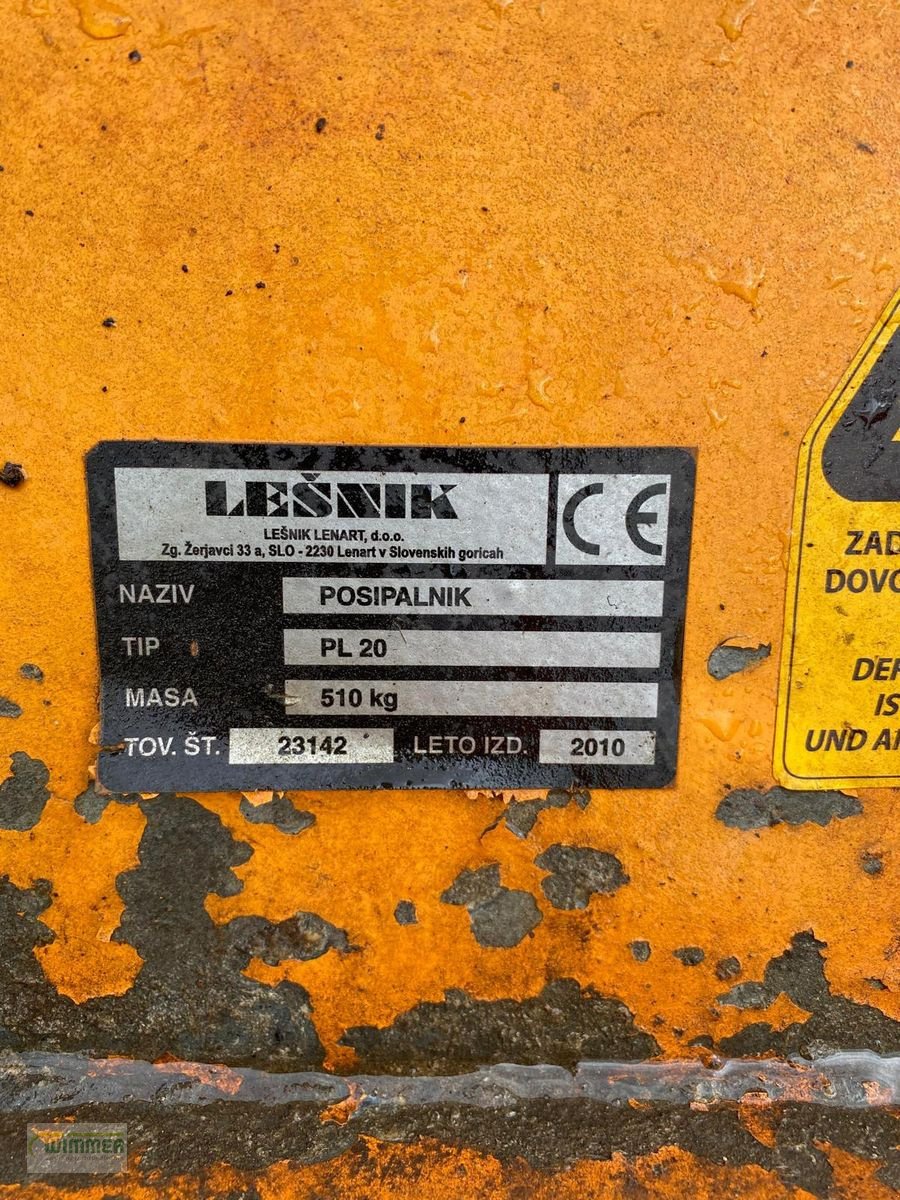 LEŠNIK
LEŠNIK LENART, d.o.o.
Zg. Žerjavci 33 a, SLO - 2230 Lenart v Slovenskih goricah
CE
NAZIV POSIPALNIK
TIP PL 20
MASA 510 kg
TOV. ŠT. 23142 LETO IZD. 2010
ZAD
DOVO
DEF
IS
UND AN
WIMMER